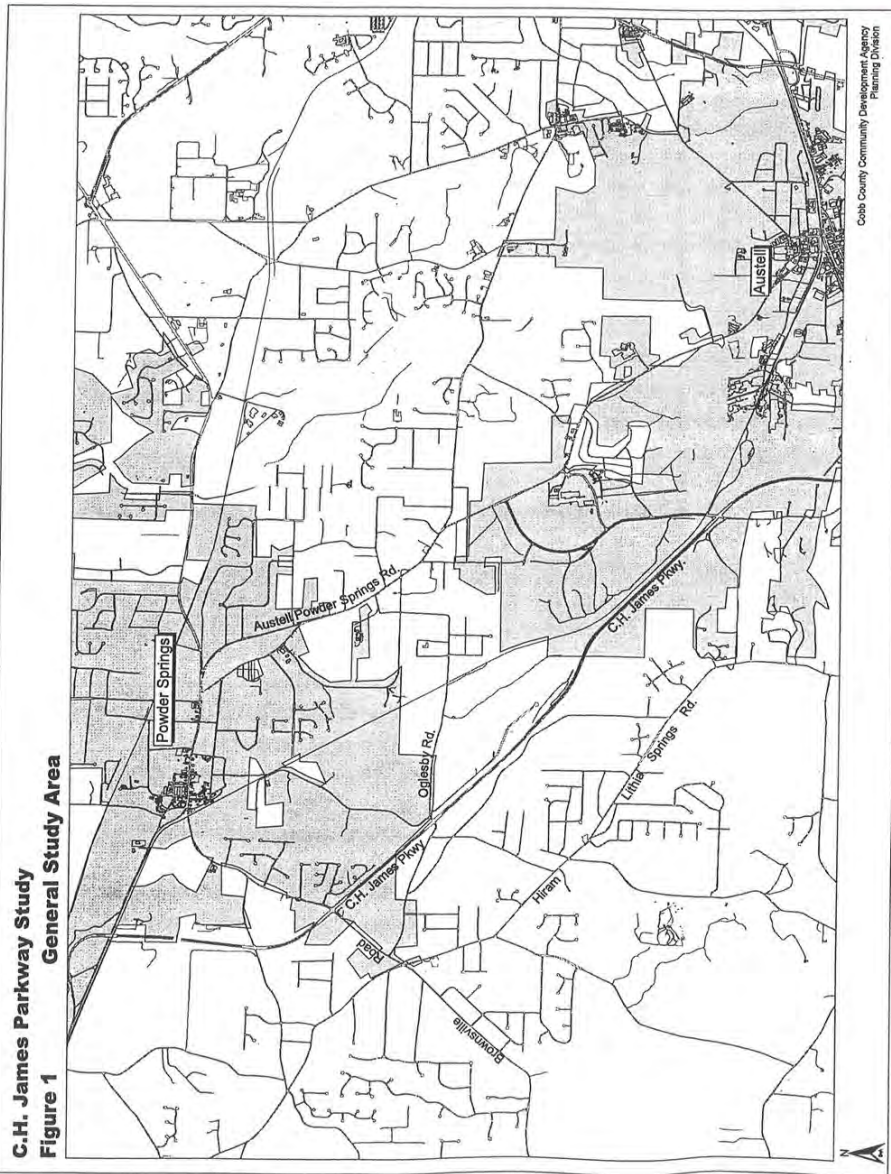 C.H. James Parkway Study
Figure 1 General Study Area
Powder Springs
Austell Powder Springs Rd.
Oglesby Rd.
C.H. James Pkwy.
C.H. James Pkwy.
Brownsville
Road
Hiram
Lithia Springs Rd.
Austell
N
Cobb County Community Development Agency
Planning Division